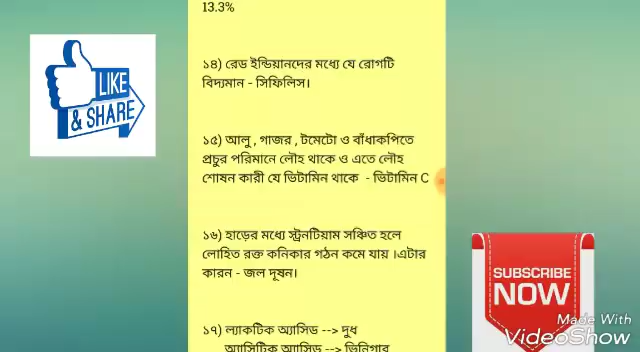 13.3%
১৪) রেড ইন্ডিয়ানদের মধ্যে যে রোগটি
বিদ্যমান - সিফিলিস।
১৫) আলু , গাজর , টমেটো ও বাঁধাকপিতে
প্রচুর পরিমানে লৌহ থাকে ও এতে লৌহ
শোষন কারী যে ভিটামিন থাকে - ভিটামিন C
১৬) হাড়ের মধ্যে স্ট্রনটিয়াম সঞ্চিত হলে
লোহিত রক্ত কনিকার গঠন কমে যায় ।এটার
কারন - জল দূষন।
১৭) ল্যাকটিক অ্যাসিড --> দুধ
অ্যাসিটিক অ্যাসিড --> ভিনিগার
LIKE
& SHARE
SUBSCRIBE
NOW
Made With
VideoShow